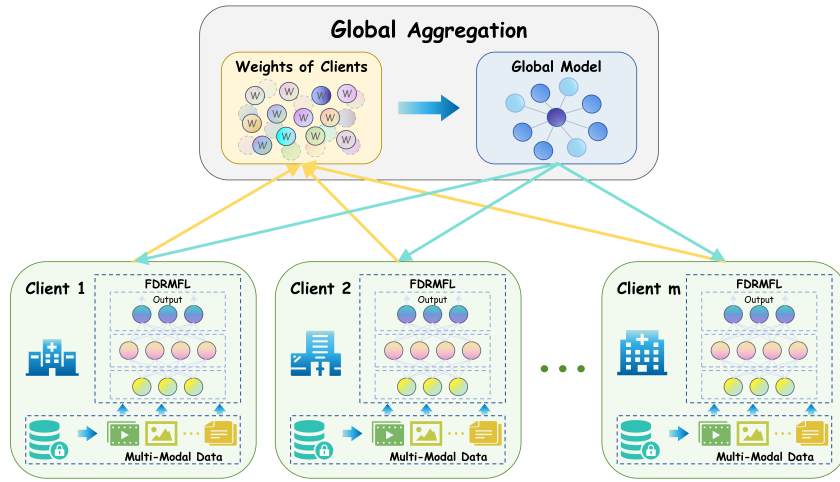 Global Aggregation
Weights of Clients
Global Model
W W W W
W W W W
W W W W
Client 1
FDRMFL
Output
Multi-Modal Data
Client 2
FDRMFL
Output
Multi-Modal Data
Client m
FDRMFL
Output
Multi-Modal Data